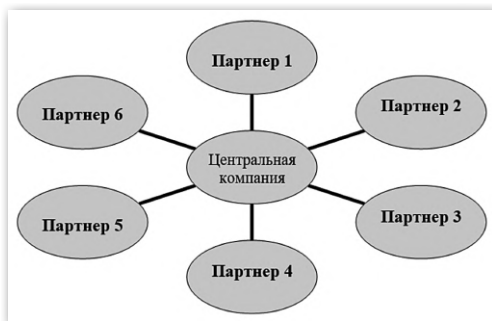 Партнер 1
Партнер 6
Партнер 2
Центральная
компания
Партнер 5
Партнер 3
Партнер 4